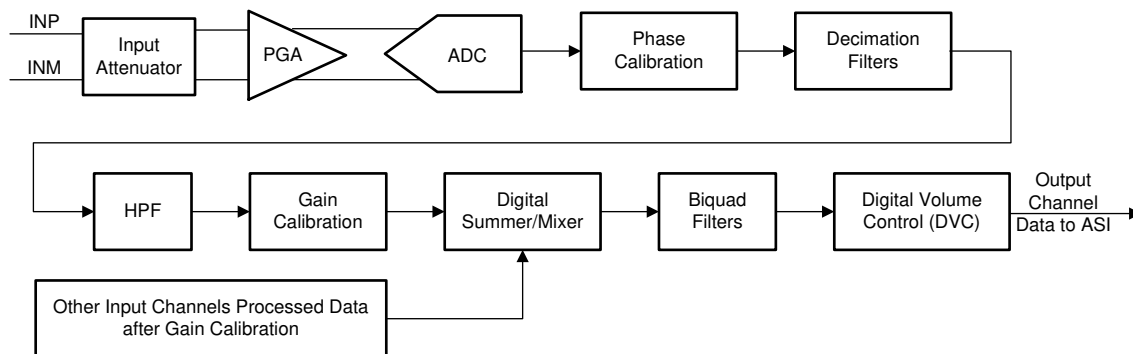 INP
INM
Input
Attenuator
PGA
ADC
Phase
Calibration
Decimation
Filters
HPF
Gain
Calibration
Digital
Summer/Mixer
Biquad
Filters
Digital Volume
Control (DVC)
Output
Channel
Data to ASI
Other Input Channels Processed Data
after Gain Calibration